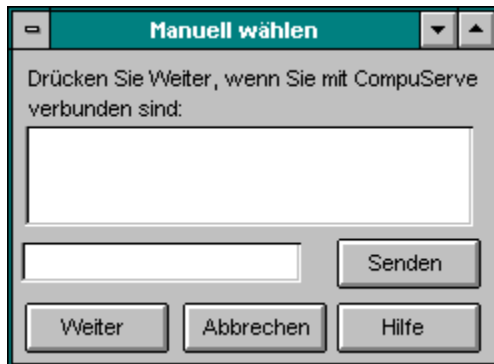 Manuell wählen
Drücken Sie Weiter, wenn Sie mit CompuServe
verbunden sind:
Senden
Weiter Abbrechen Hilfe